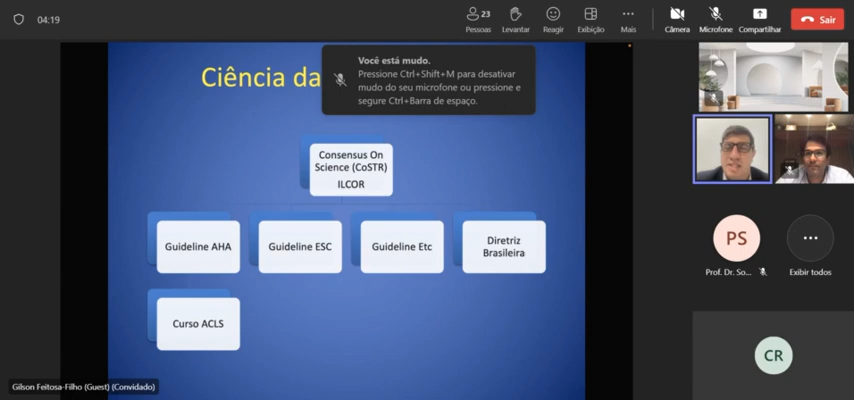 04:19
23
Pessoas
Levantar
Reagir
Exibição
Mais
Câmera
Microfone
Compartilhar
Sair
Ciência da
Você está mudo.
Pressione Ctrl+Shift+M para desativar
mudo do seu microfone ou pressione e
segure Ctrl+Barra de espaço.
Consensus On
Science (CoSTR)
ILCOR
Guideline AHA
Guideline ESC
Guideline Etc
Diretriz
Brasileira
Curso ACLS
PS
Prof. Dr. So...
Exibir todos
CR
Gilson Feitosa-Filho (Guest) (Convidado)